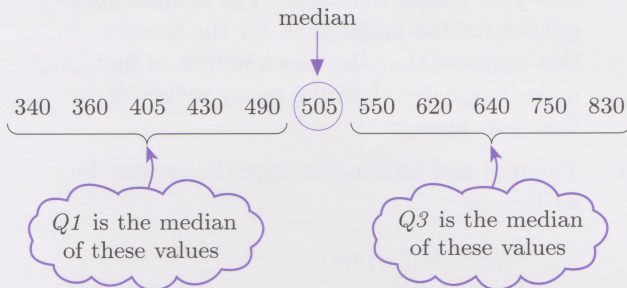 median
340 360 405 430 490 505 550 620 640 750 830
Q1 is the median
of these values
Q3 is the median
of these values